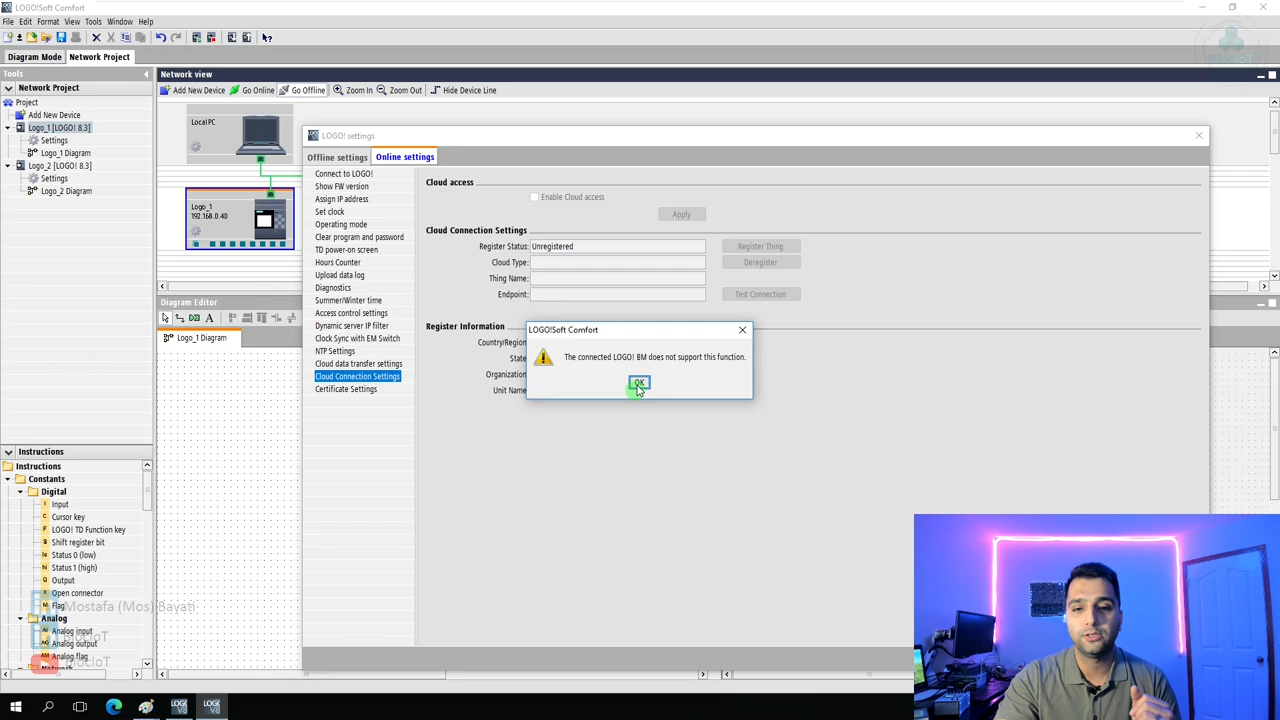 LOGO!Soft Comfort
File Edit Format View Tools Window Help
Diagram Mode Network Project
Tools
Network Project
Project
Add New Device
Logo_1 [LOGO! 8.3]
Settings
Logo_1 Diagram
Logo_2 [LOGO! 8.3]
Settings
Logo_2 Diagram
Instructions
Instructions
Constants
Digital
Input
Cursor key
LOGO! TD Function key
Shift register bit
Status 0 (low)
Status 1 (high)
Output
Open connector
Flag
Analog
Analog input
Analog output
Analog flag
Mostafa (Mos) Bayati
BlocIoT
BlocIoT
Network view
Add New Device Go Online Go Offline Zoom In Zoom Out Hide Device Line
Local PC
Logo_1
192.168.0.40
Diagram Editor
Logo_1 Diagram
LOGO! settings
Offline settings Online settings
Connect to LOGO!
Show FW version
Assign IP address
Set clock
Operating mode
Clear program and password
TD power-on screen
Hours Counter
Upload data log
Diagnostics
Summer/Winter time
Access control settings
Dynamic server IP filter
Clock Sync with EM Switch
NTP Settings
Cloud data transfer settings
Cloud Connection Settings
Certificate Settings
Cloud access
Enable Cloud access
Apply
Cloud Connection Settings
Register Status: Unregistered Register Thing
Cloud Type: Deregister
Thing Name:
Endpoint: Test Connection
Register Information
Country/Region
State
Organization
Unit Name
LOGO!Soft Comfort
The connected LOGO! BM does not support this function.
OK
BlocIoT